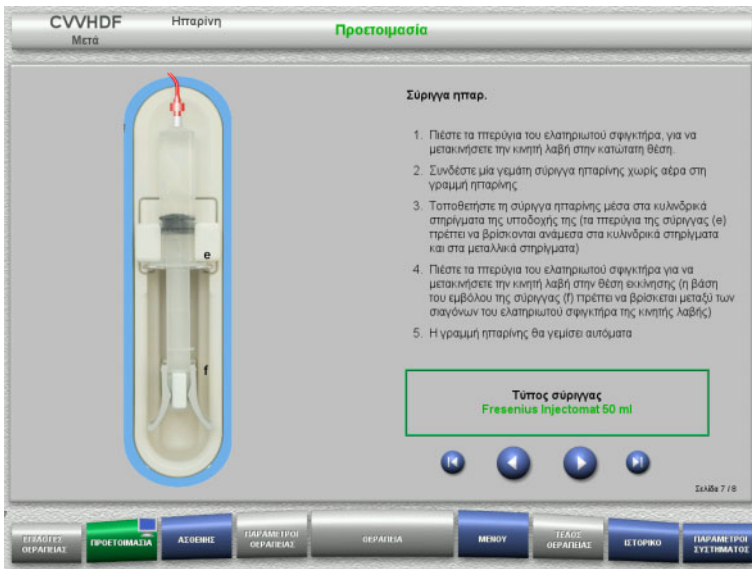 CVVHDF
Ηπαρίνη
Μετά
Προετοιμασία
Σύριγγα ηπαρ.
1. Πιέστε τα πτερύγια του ελατηριωτού σφιγκτήρα, για να
μετακινήσετε την κινητή λαβή στην κατώτατη θέση.
2. Συνδέστε μία γεμάτη σύριγγα ηπαρίνης χωρίς αέρα στη
γραμμή ηπαρίνης
3. Τοποθετήστε τη σύριγγα ηπαρίνης μέσα στα κυλινδρικά
στηρίγματα της υποδοχής της (τα πτερύγια της σύριγγας (e)
πρέπει να βρίσκονται ανάμεσα στα κυλινδρικά στηρίγματα
και στα μεταλλικά στηρίγματα)
4. Πιέστε τα πτερύγια του ελατηριωτού σφιγκτήρα για να
μετακινήσετε την κινητή λαβή στην θέση εκκίνησης (η βάση
του εμβόλου της σύριγγας (f) πρέπει να βρίσκεται μεταξύ των
σιαγόνων του ελατηριωτού σφιγκτήρα της κινητής λαβής)
5. Η γραμμή ηπαρίνης θα γεμίσει αυτόματα
e
f
Τύπος σύριγγας
Fresenius Injectomat 50 ml
Σελίδα 7 / 8
ΕΠΙΛΟΓΕΣ
ΘΕΡΑΠΕΙΑΣ
ΠΡΟΕΤΟΙΜΑΣΙΑ
ΑΣΘΕΝΗΣ
ΠΑΡΑΜΕΤΡΟΙ
ΘΕΡΑΠΕΙΑΣ
ΘΕΡΑΠΕΙΑ
ΜΕΝΟΥ
ΤΕΛΟΣ
ΘΕΡΑΠΕΙΑΣ
ΙΣΤΟΡΙΚΟ
ΠΑΡΑΜΕΤΡΟΙ
ΣΥΣΤΗΜΑΤΟΣ